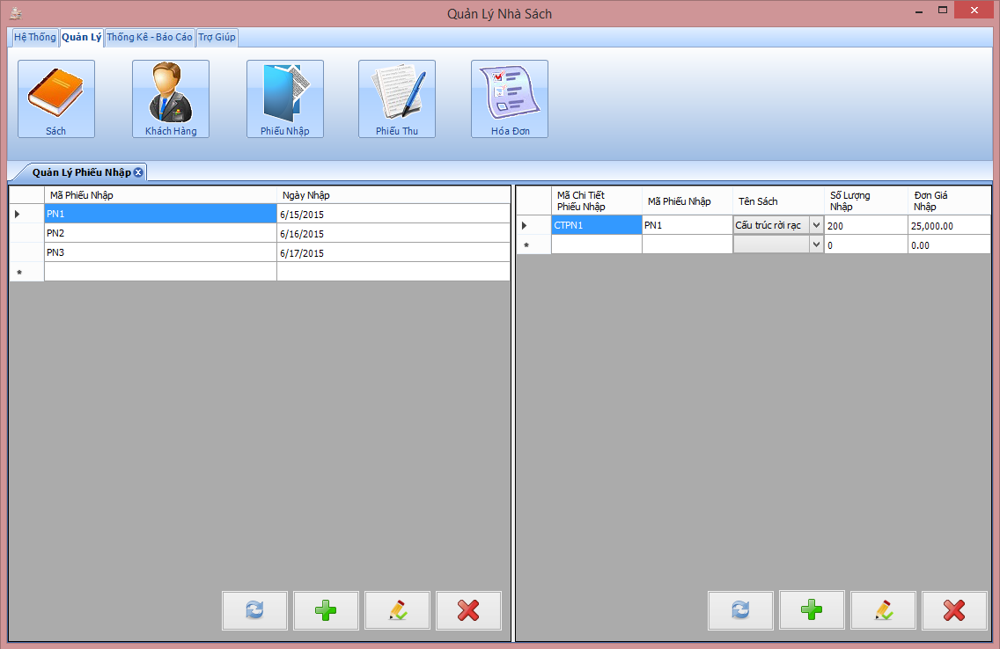 Quản Lý Nhà Sách
Hệ Thống Quản Lý Thống Kê - Báo Cáo Trợ Giúp
Sách Khách Hàng Phiếu Nhập Phiếu Thu Hóa Đơn
Quản Lý Phiếu Nhập
Mã Phiếu Nhập Ngày Nhập
PN1 6/15/2015
PN2 6/16/2015
PN3 6/17/2015
*
Mã Chi Tiết Phiếu Nhập Mã Phiếu Nhập Tên Sách Số Lượng Nhập Đơn Giá Nhập
CTPN1 PN1 Cấu trúc rời rạc 200 25,000.00
* 0 0.00